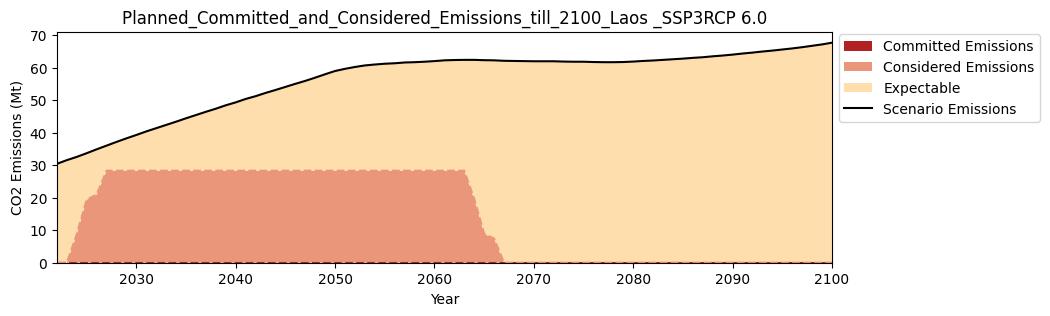 Planned_Committed_and_Considered_Emissions_till_2100_Laos _SSP3RCP 6.0
CO2 Emissions (Mt)
70
60
50
40
30
20
10
0
2030 2040 2050 2060 2070 2080 2090 2100
Year
Committed Emissions
Considered Emissions
Expectable
Scenario Emissions